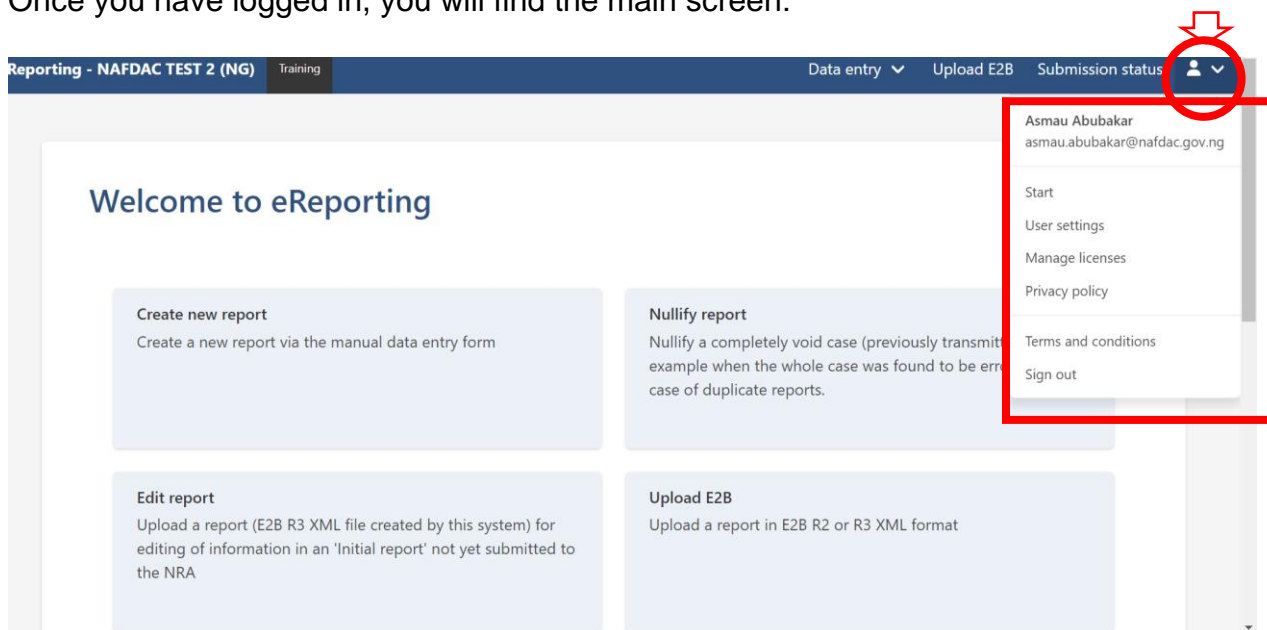 Once you have logged in, you will find the main screen.
Reporting - NAFDAC TEST 2 (NG) Training Data entry Upload E2B Submission status
Asmau Abubakar
asmau.abubakar@nafdac.gov.ng
Start
User settings
Manage licenses
Privacy policy
Terms and conditions
Sign out
Welcome to eReporting
Create new report
Create a new report via the manual data entry form
Nullify report
Nullify a completely void case (previously transmitt
example when the whole case was found to be err
case of duplicate reports.
Edit report
Upload a report (E2B R3 XML file created by this system) for
editing of information in an 'Initial report' not yet submitted to
the NRA
Upload E2B
Upload a report in E2B R2 or R3 XML format